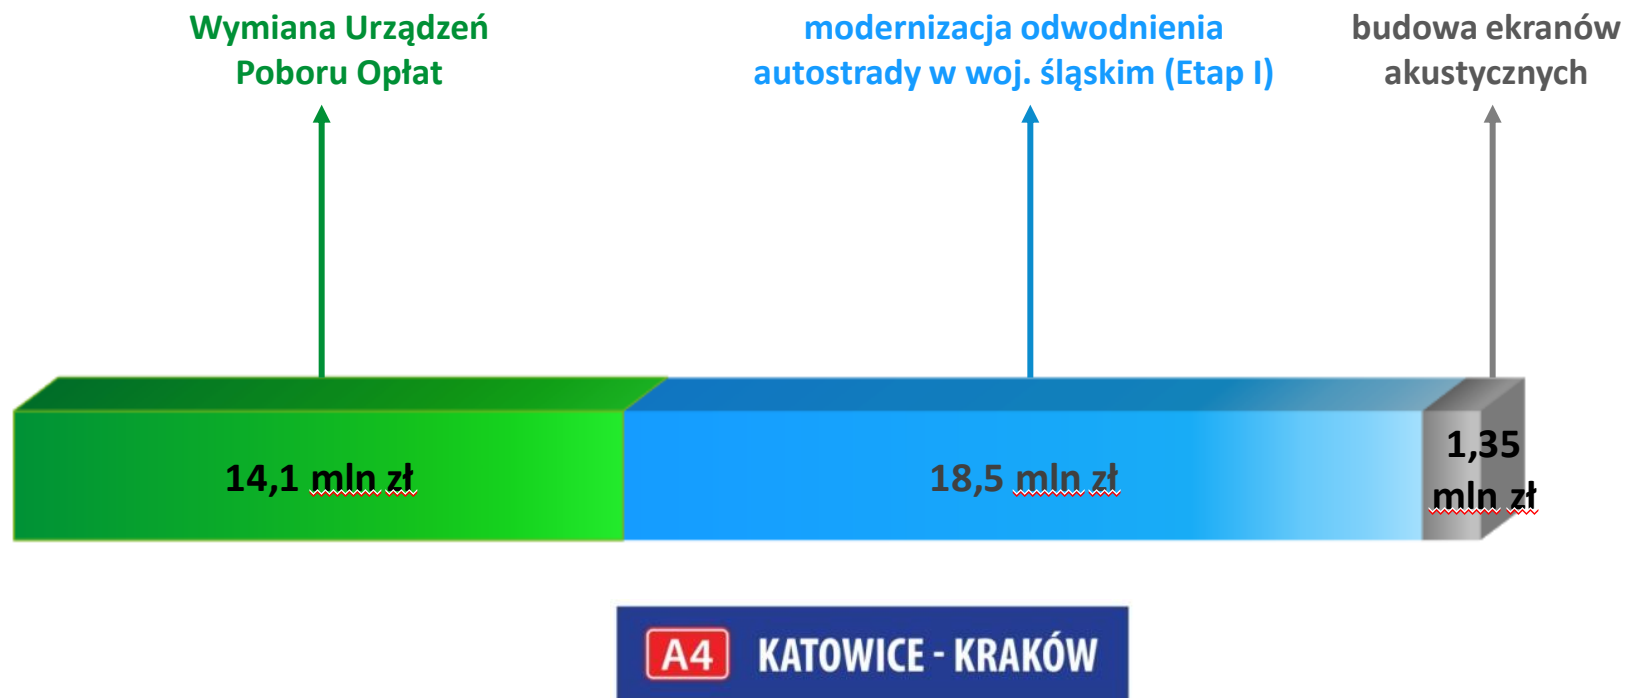 Wymiana Urządzeń
Poboru Opłat
modernizacja odwodnienia
autostrady w woj. śląskim (Etap I)
budowa ekranów
akustycznych
14,1 mln zł
18,5 mln zł
1,35
mln zł
A4 KATOWICE - KRAKÓW